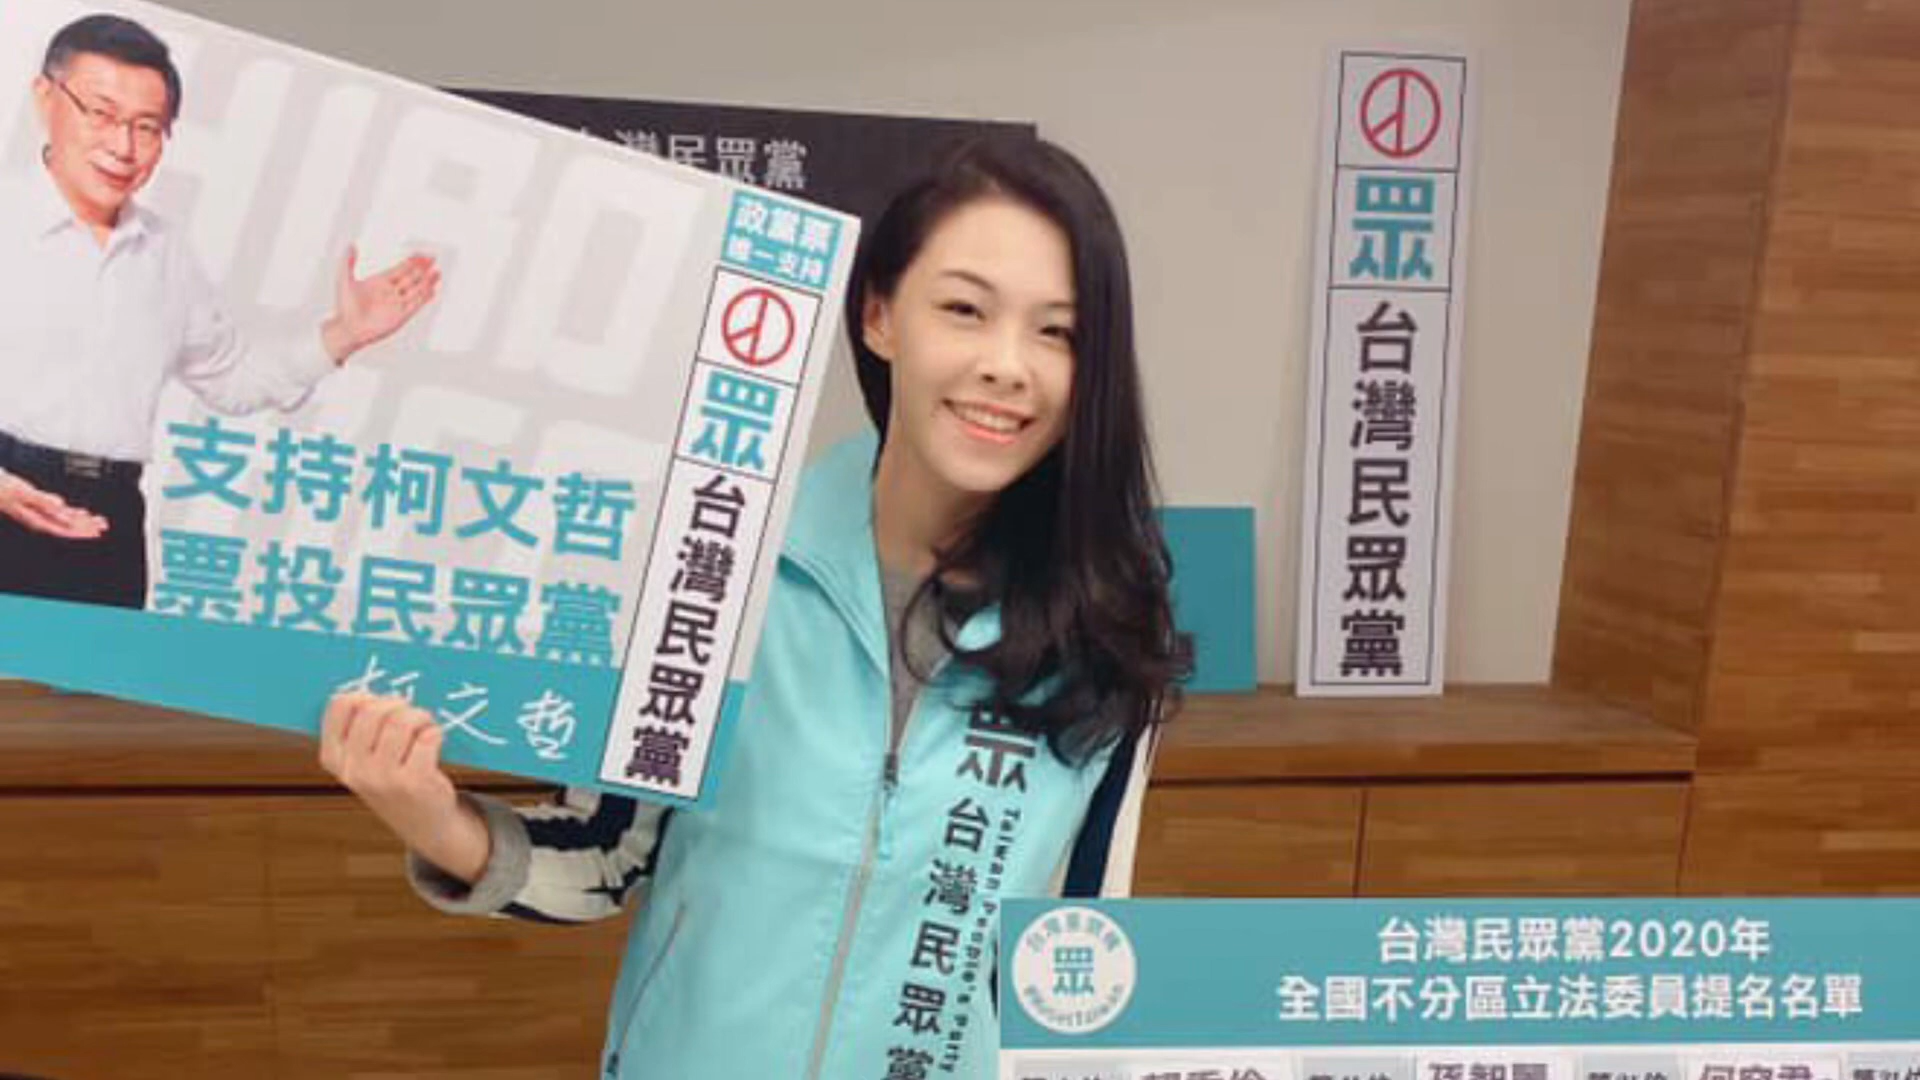 灣民眾黨
政黨票
統一支持
眾
台灣民眾黨
支持柯文哲
票投民眾黨
柯文哲
眾
台灣民眾黨
眾
台灣民眾黨
Taiwan People's Party
眾
台灣民眾黨2020年
全國不分區立法委員提名名單